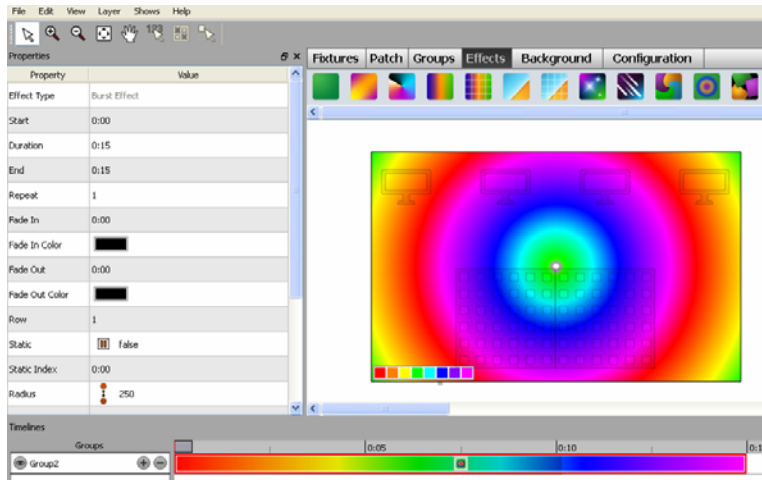 File Edit View Layer Shows Help
123
Properties
Fixtures Patch Groups Effects Background Configuration
Property Value
Effect Type Burst Effect
Start 0:00
Duration 0:15
End 0:15
Repeat 1
Fade In 0:00
Fade In Color
Fade Out 0:00
Fade Out Color
Row 1
Static false
Static Index 0:00
Radius 250
Timelines
Groups 0:05 0:10
Group2